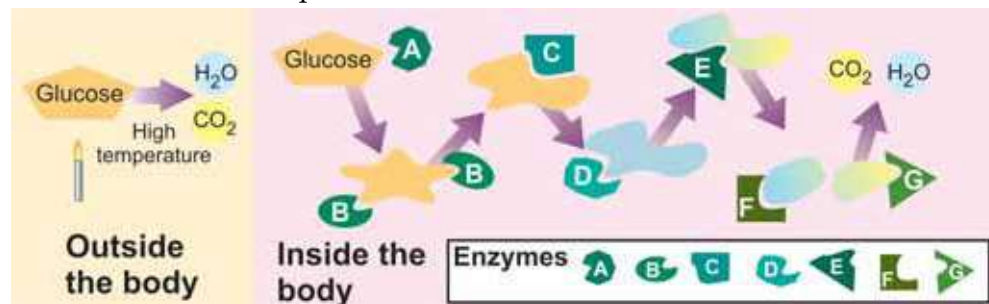 Glucose
H₂O
CO₂
High
temperature
Outside
the body
Glucose
A
B
B
C
D
E
F
G
CO₂ H₂O
Inside the
body
Enzymes A B C D E F G